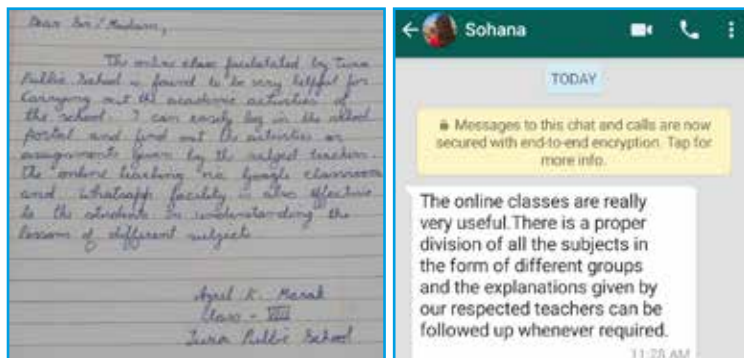 Dear Sir/Madam,
The online class facilitated by Tura
Public School is found to be very helpful for
Carrying out the academic activities of
the school. I can easily log in the school
portal and find out the activities or
assignments given by the subject teachers.
The online teaching via google classroom
and whatsapp facility is also effective
to the students in understanding the
lessons of different subjects
K. Marak
Class - VIII
Tura Public School
Sohana
TODAY
Messages to this chat and calls are now
secured with end-to-end encryption. Tap for
more info.
The online classes are really
very useful.There is a proper
division of all the subjects in
the form of different groups
and the explanations given by
our respected teachers can be
followed up whenever required.
11:28 AM